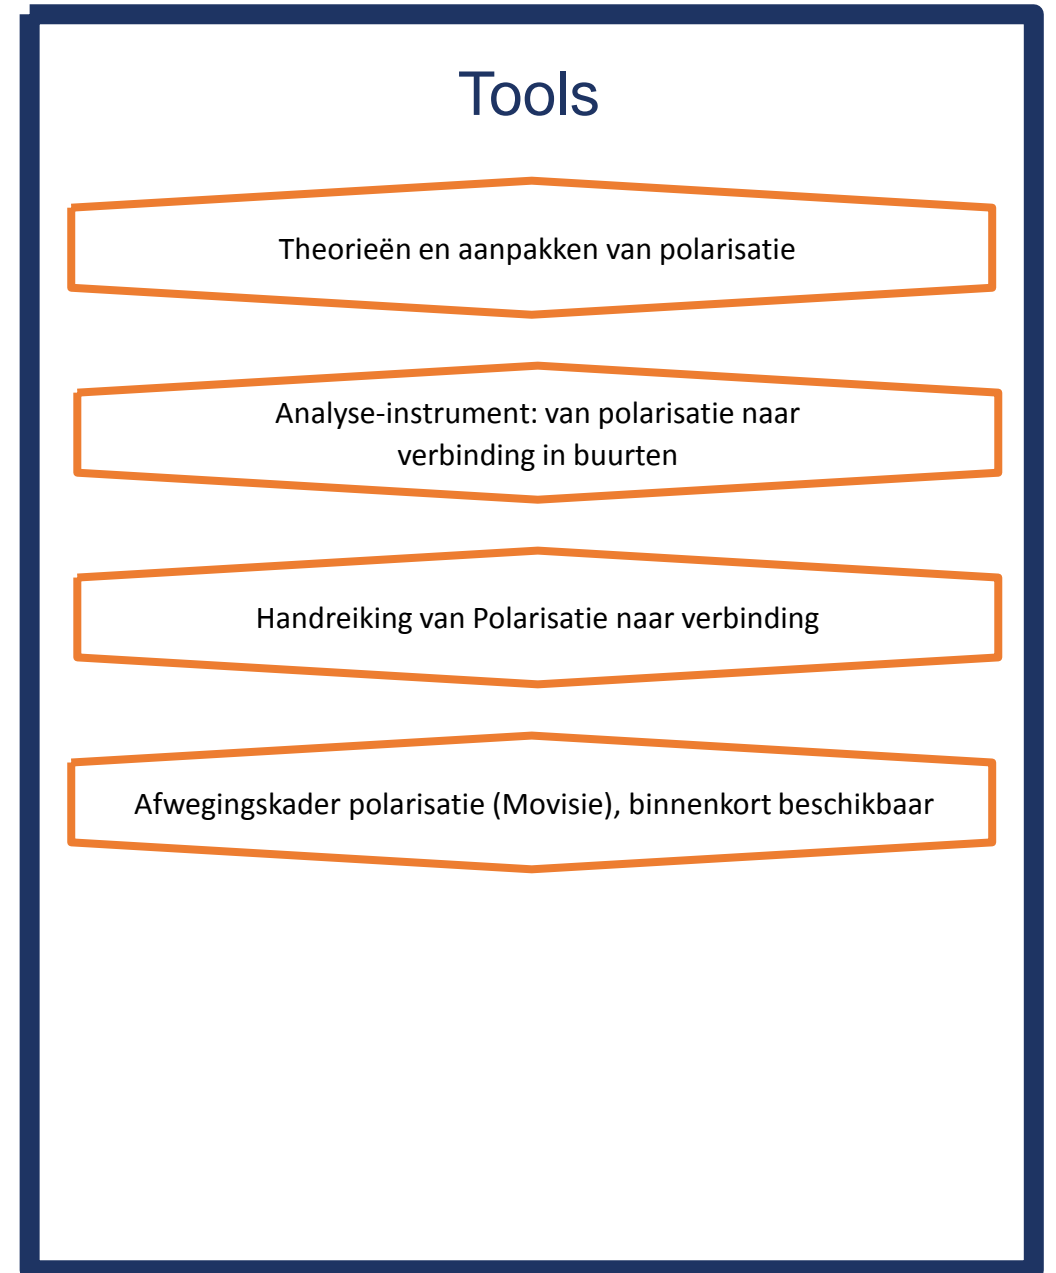 Tools
Theorieën en aanpakken van polarisatie
Analyse-instrument: van polarisatie naar
verbinding in buurten
Handreiking van Polarisatie naar verbinding
Afwegingskader polarisatie (Movisie), binnenkort beschikbaar